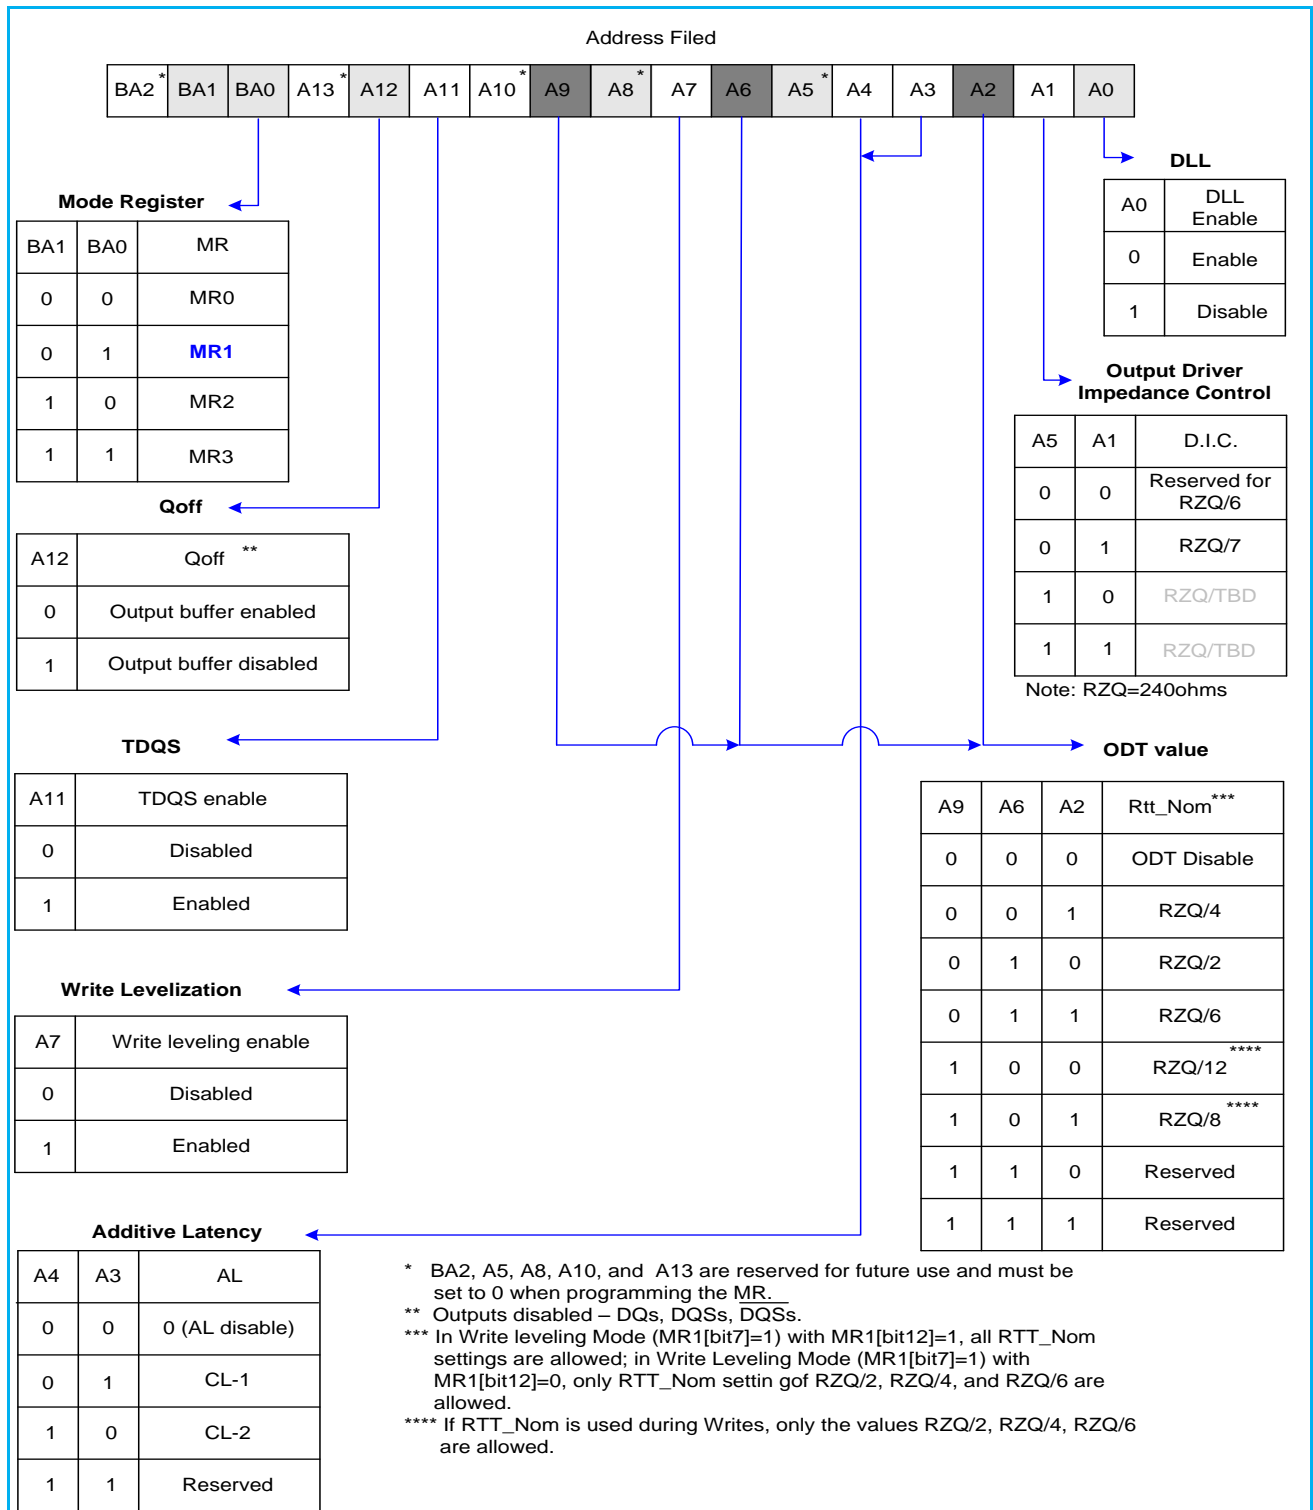 Address Filed
BA2* BA1 BA0 A13* A12 A11 A10* A9 A8* A7 A6 A5* A4 A3 A2 A1 A0
Mode Register
BA1 BA0 MR
0 0 MR0
0 1 MR1
1 0 MR2
1 1 MR3
Qoff
A12 Qoff **
0 Output buffer enabled
1 Output buffer disabled
TDQS
A11 TDQS enable
0 Disabled
1 Enabled
Write Levelization
A7 Write leveling enable
0 Disabled
1 Enabled
Additive Latency
A4 A3 AL
0 0 0 (AL disable)
0 1 CL-1
1 0 CL-2
1 1 Reserved
DLL
A0 DLL
Enable
0 Enable
1 Disable
Output Driver
Impedance Control
A5 A1 D.I.C.
0 0 Reserved for
RZQ/6
0 1 RZQ/7
1 0 RZQ/TBD
1 1 RZQ/TBD
Note: RZQ=240ohms
ODT value
A9 A6 A2 Rtt_Nom***
0 0 0 ODT Disable
0 0 1 RZQ/4
0 1 0 RZQ/2
0 1 1 RZQ/6
1 0 0 RZQ/12****
1 0 1 RZQ/8****
1 1 0 Reserved
1 1 1 Reserved
* BA2, A5, A8, A10, and A13 are reserved for future use and must be
set to 0 when programming the MR.
** Outputs disabled – DQs, DQSs, D̅Q̅S̅s̅.
*** In Write leveling Mode (MR1[bit7]=1) with MR1[bit12]=1, all RTT_Nom
settings are allowed; in Write Leveling Mode (MR1[bit7]=1) with
MR1[bit12]=0, only RTT_Nom settin gof RZQ/2, RZQ/4, and RZQ/6 are
allowed.
**** If RTT_Nom is used during Writes, only the values RZQ/2, RZQ/4, RZQ/6
are allowed.